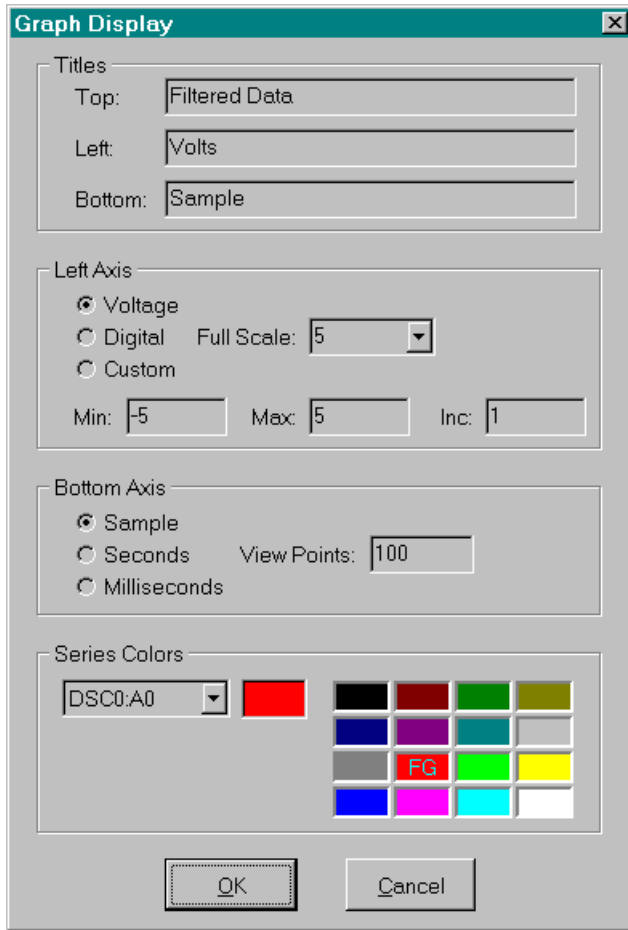 Graph Display
Titles
Top: Filtered Data
Left: Volts
Bottom: Sample
Left Axis
Voltage
Digital Full Scale: 5
Custom
Min: -5 Max: 5 Inc: 1
Bottom Axis
Sample
Seconds View Points: 100
Milliseconds
Series Colors
DSC0:A0
FG
OK Cancel